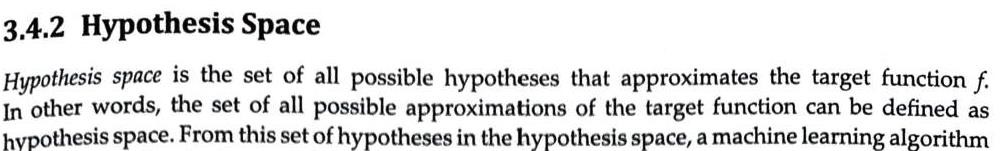 3.4.2 Hypothesis Space
Hypothesis space is the set of all possible hypotheses that approximates the target function f.
In other words, the set of all possible approximations of the target function can be defined as
hypothesis space. From this set of hypotheses in the hypothesis space, a machine learning algorithm